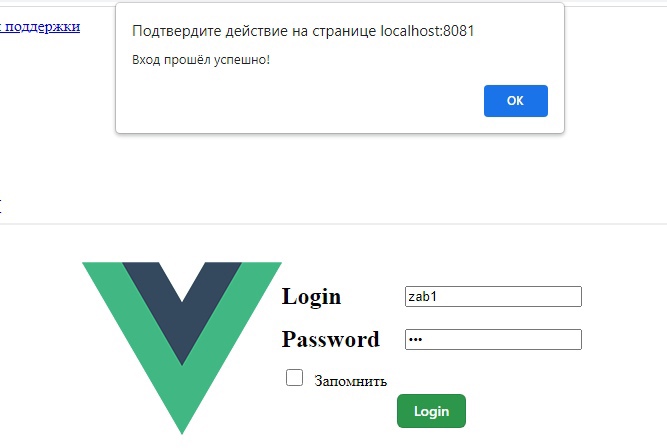 поддержки
Подтвердите действие на странице localhost:8081
Вход прошёл успешно!
OK
Login zab1
Password •••
Запомнить
Login